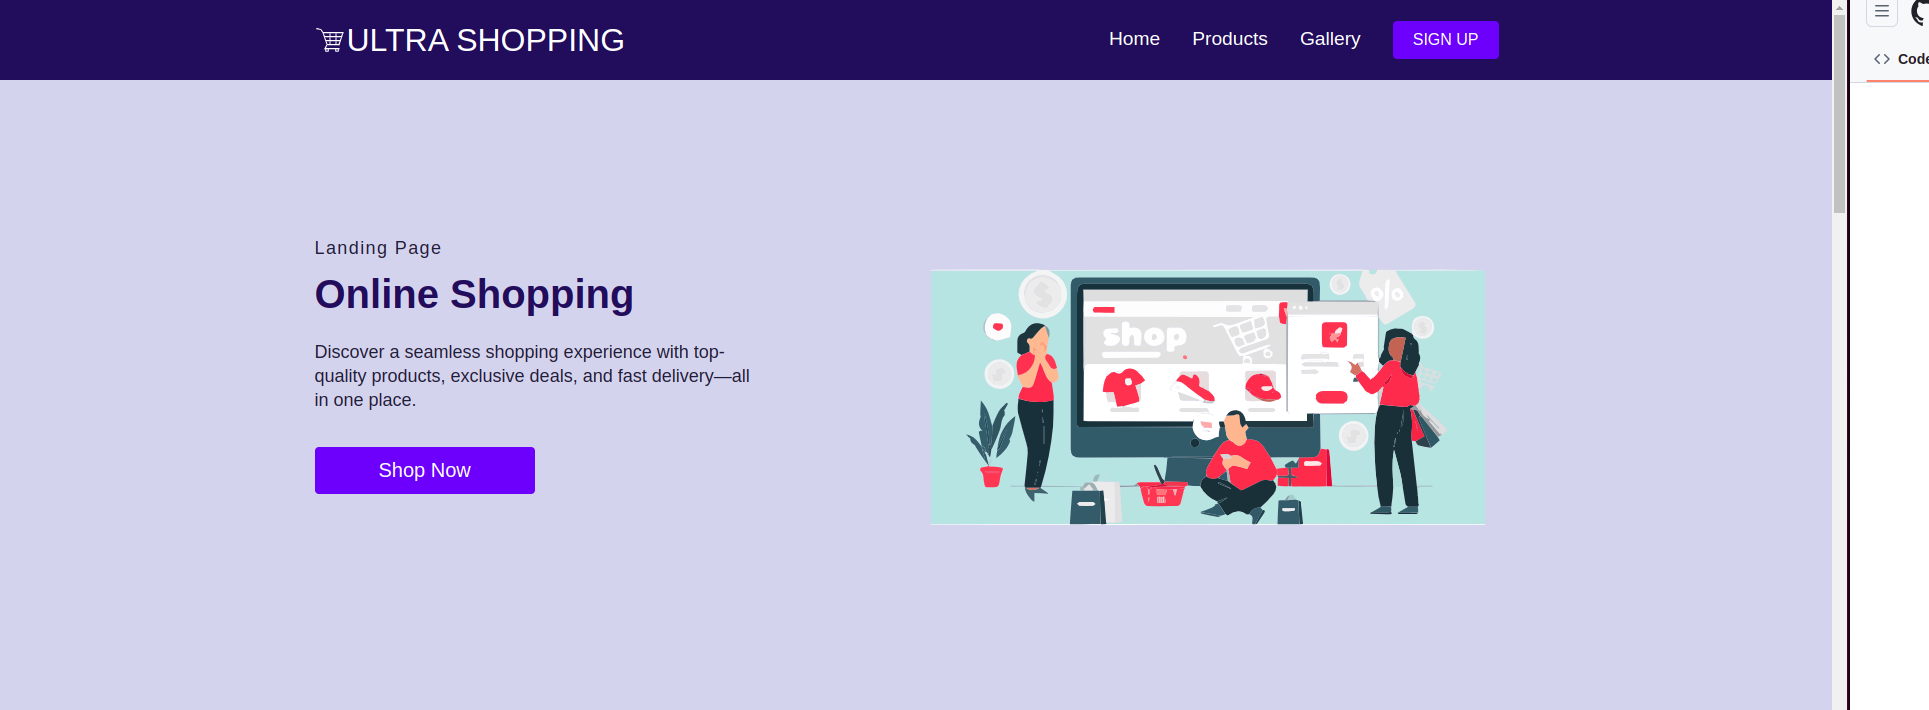 ULTRA SHOPPING
Home Products Gallery SIGN UP
Code
Landing Page
Online Shopping
Discover a seamless shopping experience with top-
quality products, exclusive deals, and fast delivery—all
in one place.
Shop Now
shop
%